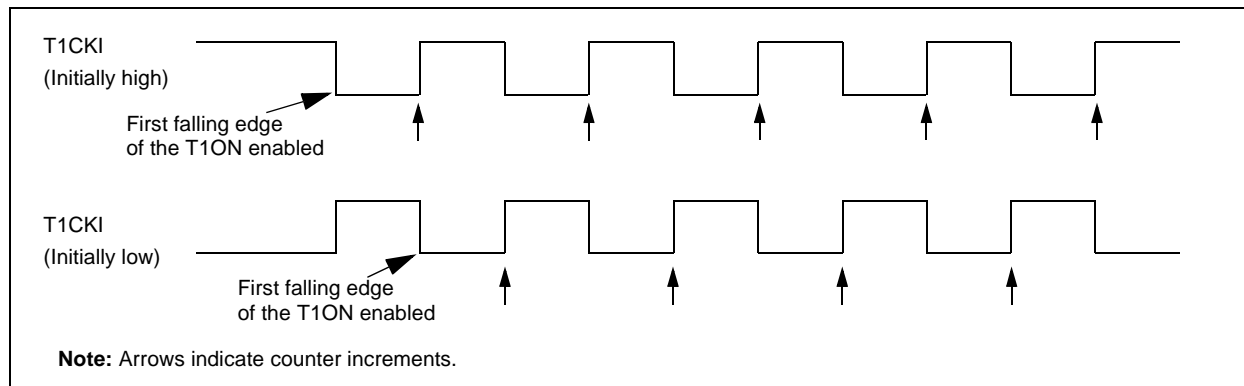 T1CKI
(Initially high)
First falling edge
of the T1ON enabled
T1CKI
(Initially low)
First falling edge
of the T1ON enabled
Note: Arrows indicate counter increments.